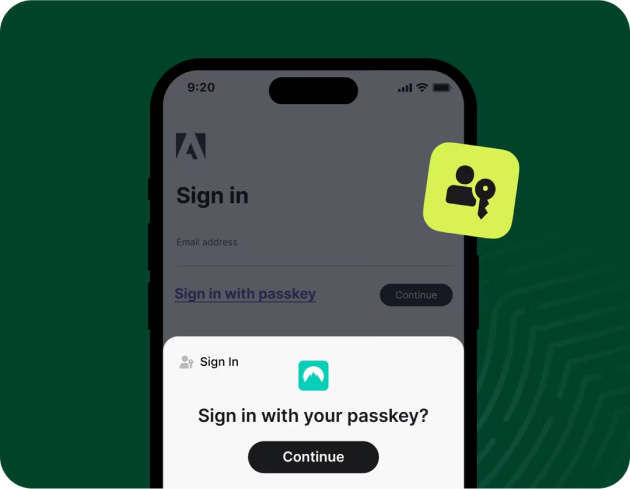 9:20
Sign in
Email address
Sign in with passkey Continue
Sign In
Sign in with your passkey?
Continue